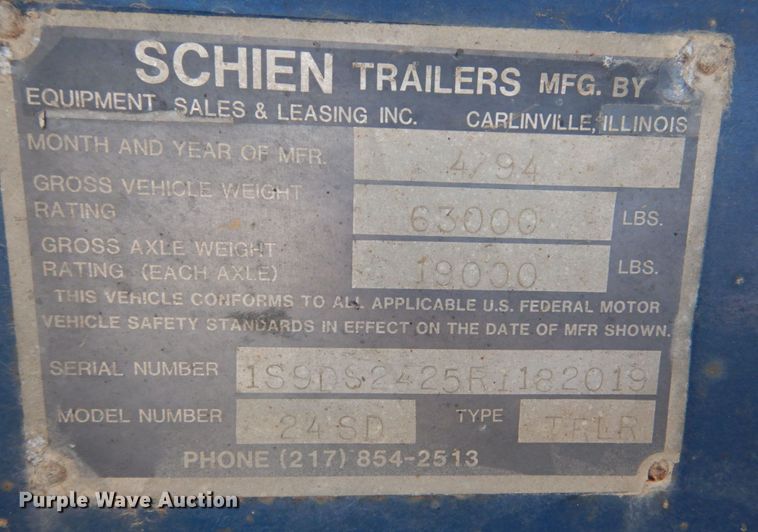 SCHIEN TRAILERS MFG. BY
EQUIPMENT SALES & LEASING INC. CARLINVILLE, ILLINOIS
MONTH AND YEAR OF MFR. 4/94
GROSS VEHICLE WEIGHT
RATING 63000 LBS.
GROSS AXLE WEIGHT
RATING (EACH AXLE) 19000 LBS.
THIS VEHICLE CONFORMS TO ALL APPLICABLE U.S. FEDERAL MOTOR
VEHICLE SAFETY STANDARDS IN EFFECT ON THE DATE OF MFR SHOWN.
SERIAL NUMBER 1S9DS2425R1182019
MODEL NUMBER 24SD TYPE TRLR
PHONE (217) 854-2513
Purple Wave Auction